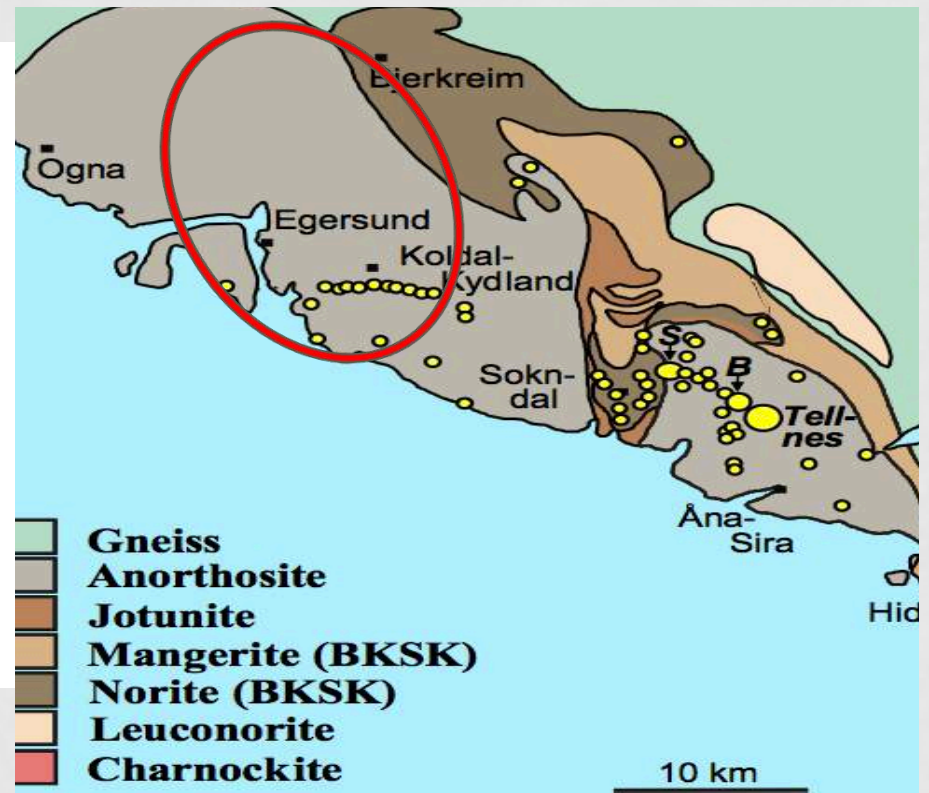 Bjerkreim
Ogna
Egersund
Koldal-
Kydland
S
B
Sokn-
dal
Tell-
nes
Åna-
Sira
Hid
Gneiss
Anorthosite
Jotunite
Mangerite (BKSK)
Norite (BKSK)
Leuconorite
Charnockite
10 km